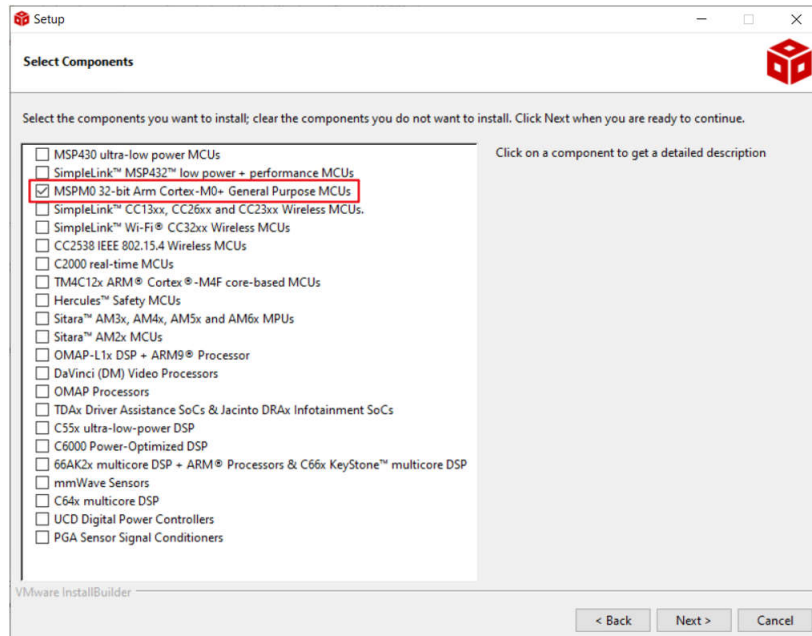 Setup
Select Components
Select the components you want to install; clear the components you do not want to install. Click Next when you are ready to continue.
MSP430 ultra-low power MCUs
SimpleLink™ MSP432™ low power + performance MCUs
MSPM0 32-bit Arm Cortex-M0+ General Purpose MCUs
SimpleLink™ CC13xx, CC26xx and CC23xx Wireless MCUs.
SimpleLink™ Wi-Fi® CC32xx Wireless MCUs
CC2538 IEEE 802.15.4 Wireless MCUs
C2000 real-time MCUs
TM4C12x ARM® Cortex®-M4F core-based MCUs
Hercules™ Safety MCUs
Sitara™ AM3x, AM4x, AM5x and AM6x MPUs
Sitara™ AM2x MCUs
OMAP-L1x DSP + ARM9® Processor
DaVinci (DM) Video Processors
OMAP Processors
TDAx Driver Assistance SoCs & Jacinto DRAx Infotainment SoCs
C55x ultra-low-power DSP
C6000 Power-Optimized DSP
66AK2x multicore DSP + ARM® Processors & C66x KeyStone™ multicore DSP
mmWave Sensors
C64x multicore DSP
UCD Digital Power Controllers
PGA Sensor Signal Conditioners
Click on a component to get a detailed description
VMware InstallBuilder
< Back
Next >
Cancel